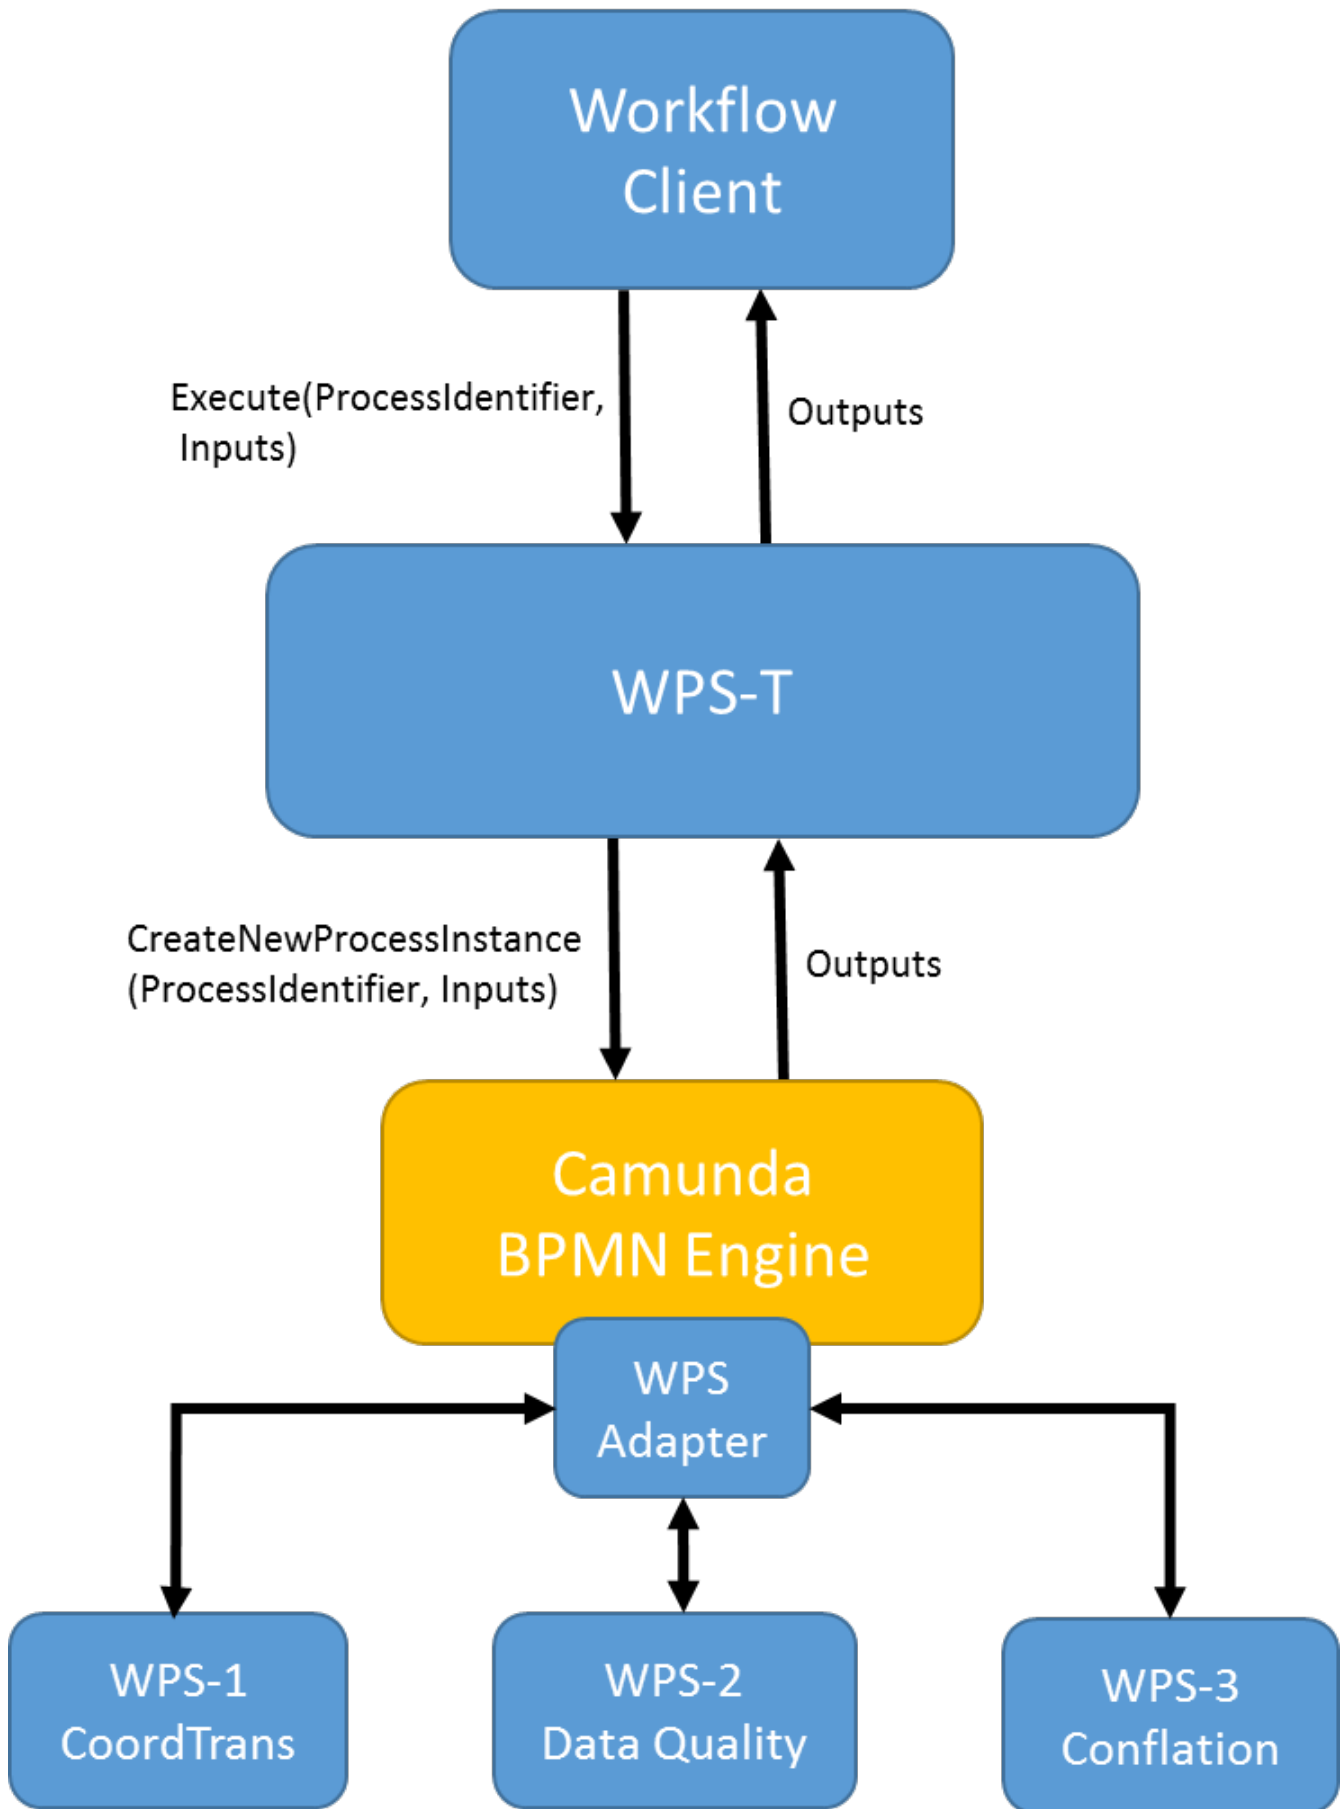 Workflow
Client
Execute(ProcessIdentifier,
Inputs)
Outputs
WPS-T
CreateNewProcessInstance
(ProcessIdentifier, Inputs)
Outputs
Camunda
BPMN Engine
WPS
Adapter
WPS-1
CoordTrans
WPS-2
Data Quality
WPS-3
Conflation